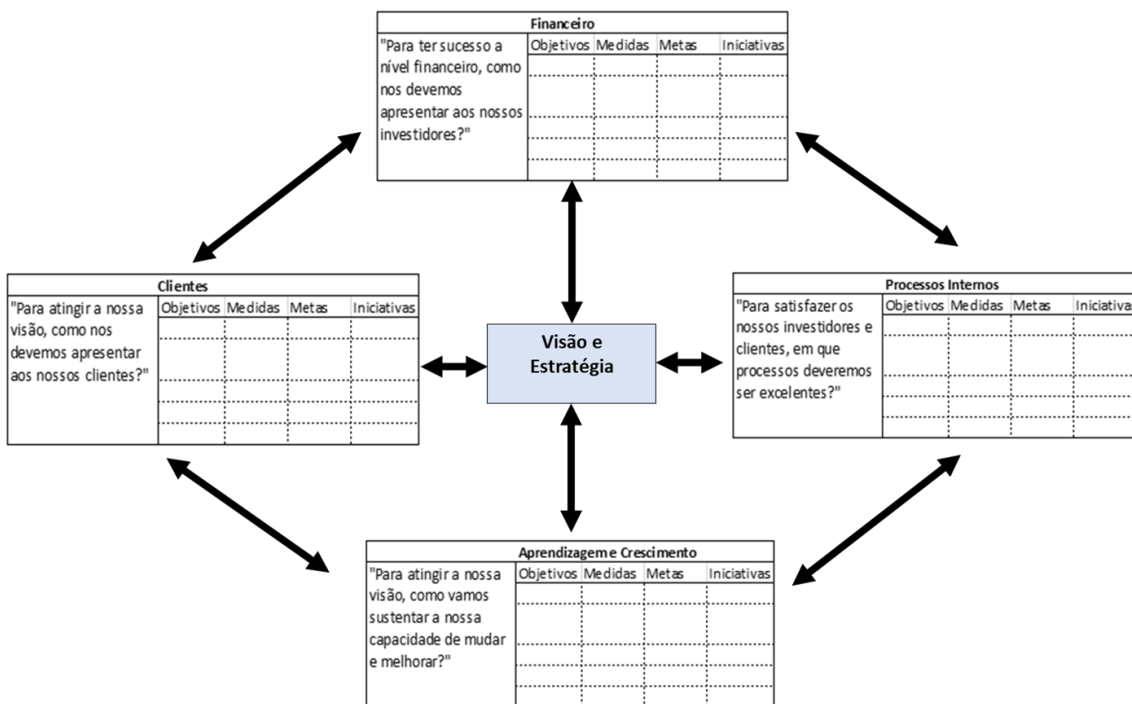 Financeiro
"Para ter sucesso a
nível financeiro, como
nos devemos
apresentar aos nossos
investidores?"
Objetivos Medidas Metas Iniciativas
Clientes
"Para atingir a nossa
visão, como nos
devemos apresentar
aos nossos clientes?"
Objetivos Medidas Metas Iniciativas
Visão e
Estratégia
Processos Internos
"Para satisfazer os
nossos investidores e
clientes, em que
processos deveremos
ser excelentes?"
Objetivos Medidas Metas Iniciativas
Aprendizagem e Crescimento
"Para atingir a nossa
visão, como vamos
sustentar a nossa
capacidade de mudar
e melhorar?"
Objetivos Medidas Metas Iniciativas